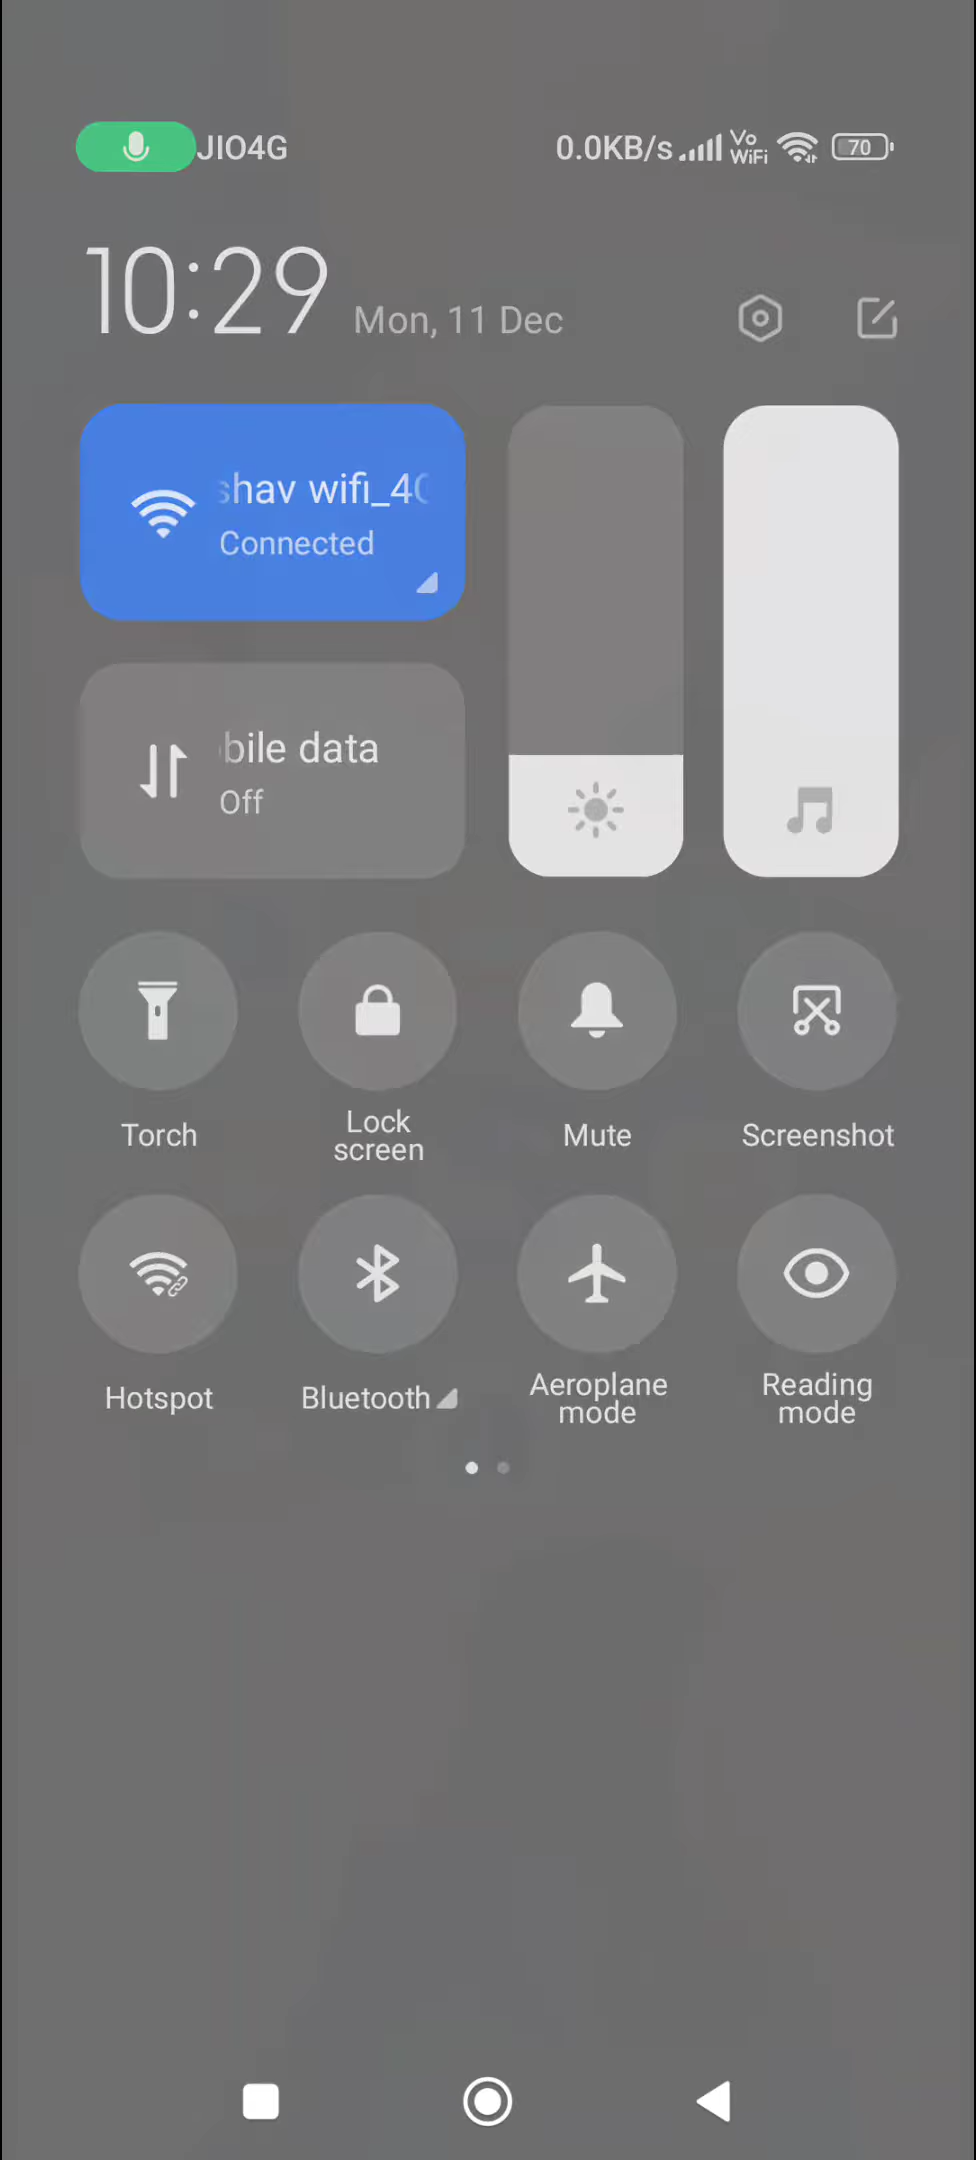 JIO4G 0.0KB/s Vo WiFi 70
10:29 Mon, 11 Dec
shav wifi_4
Connected
bile data
Off
Torch Lock screen Mute Screenshot
Hotspot Bluetooth Aeroplane mode Reading mode